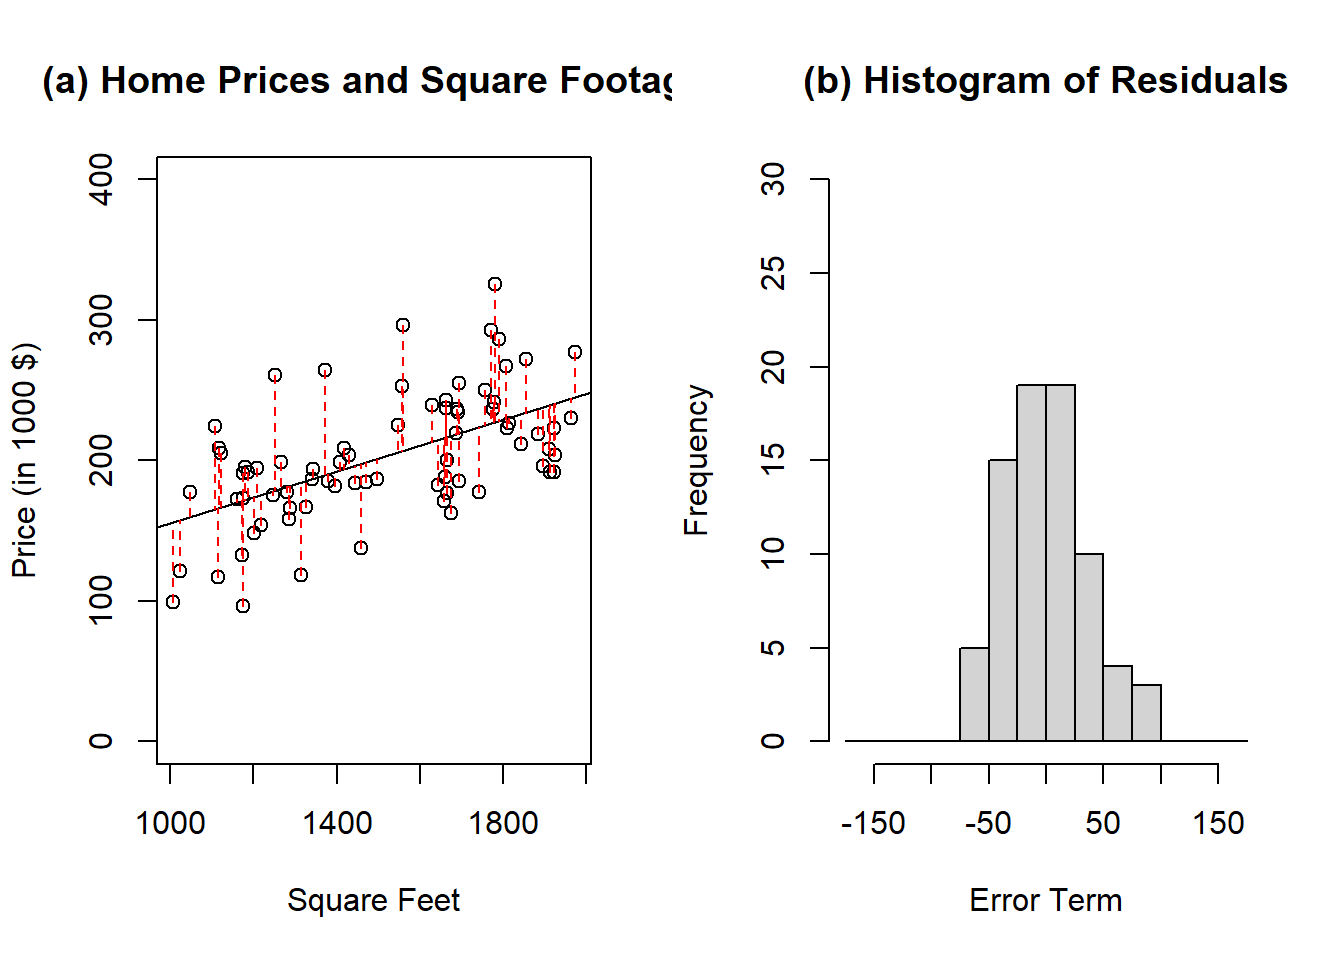 (a) Home Prices and Square Footag
Price (in 1000 $)
400
300
200
100
0
1000 1400 1800
Square Feet
(b) Histogram of Residuals
Frequency
30
25
20
15
10
5
0
-150 -50 50 150
Error Term